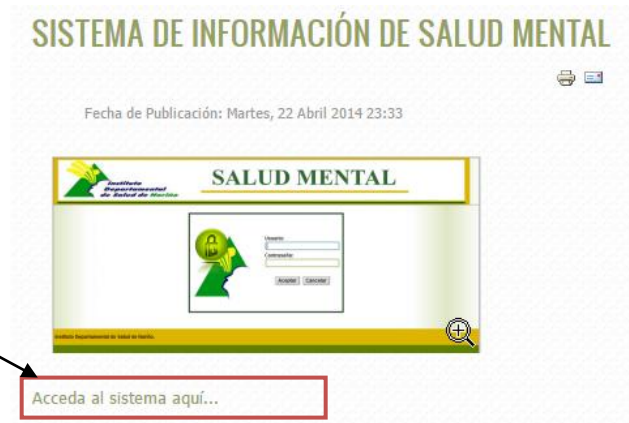 SISTEMA DE INFORMACIÓN DE SALUD MENTAL
Fecha de Publicación: Martes, 22 Abril 2014 23:33
Instituto
Departamental
de Salud de Nariño
SALUD MENTAL
Usuario
Contraseña
Aceptar Cancelar
Instituto Departamental de Salud de Nariño.
Acceda al sistema aquí...